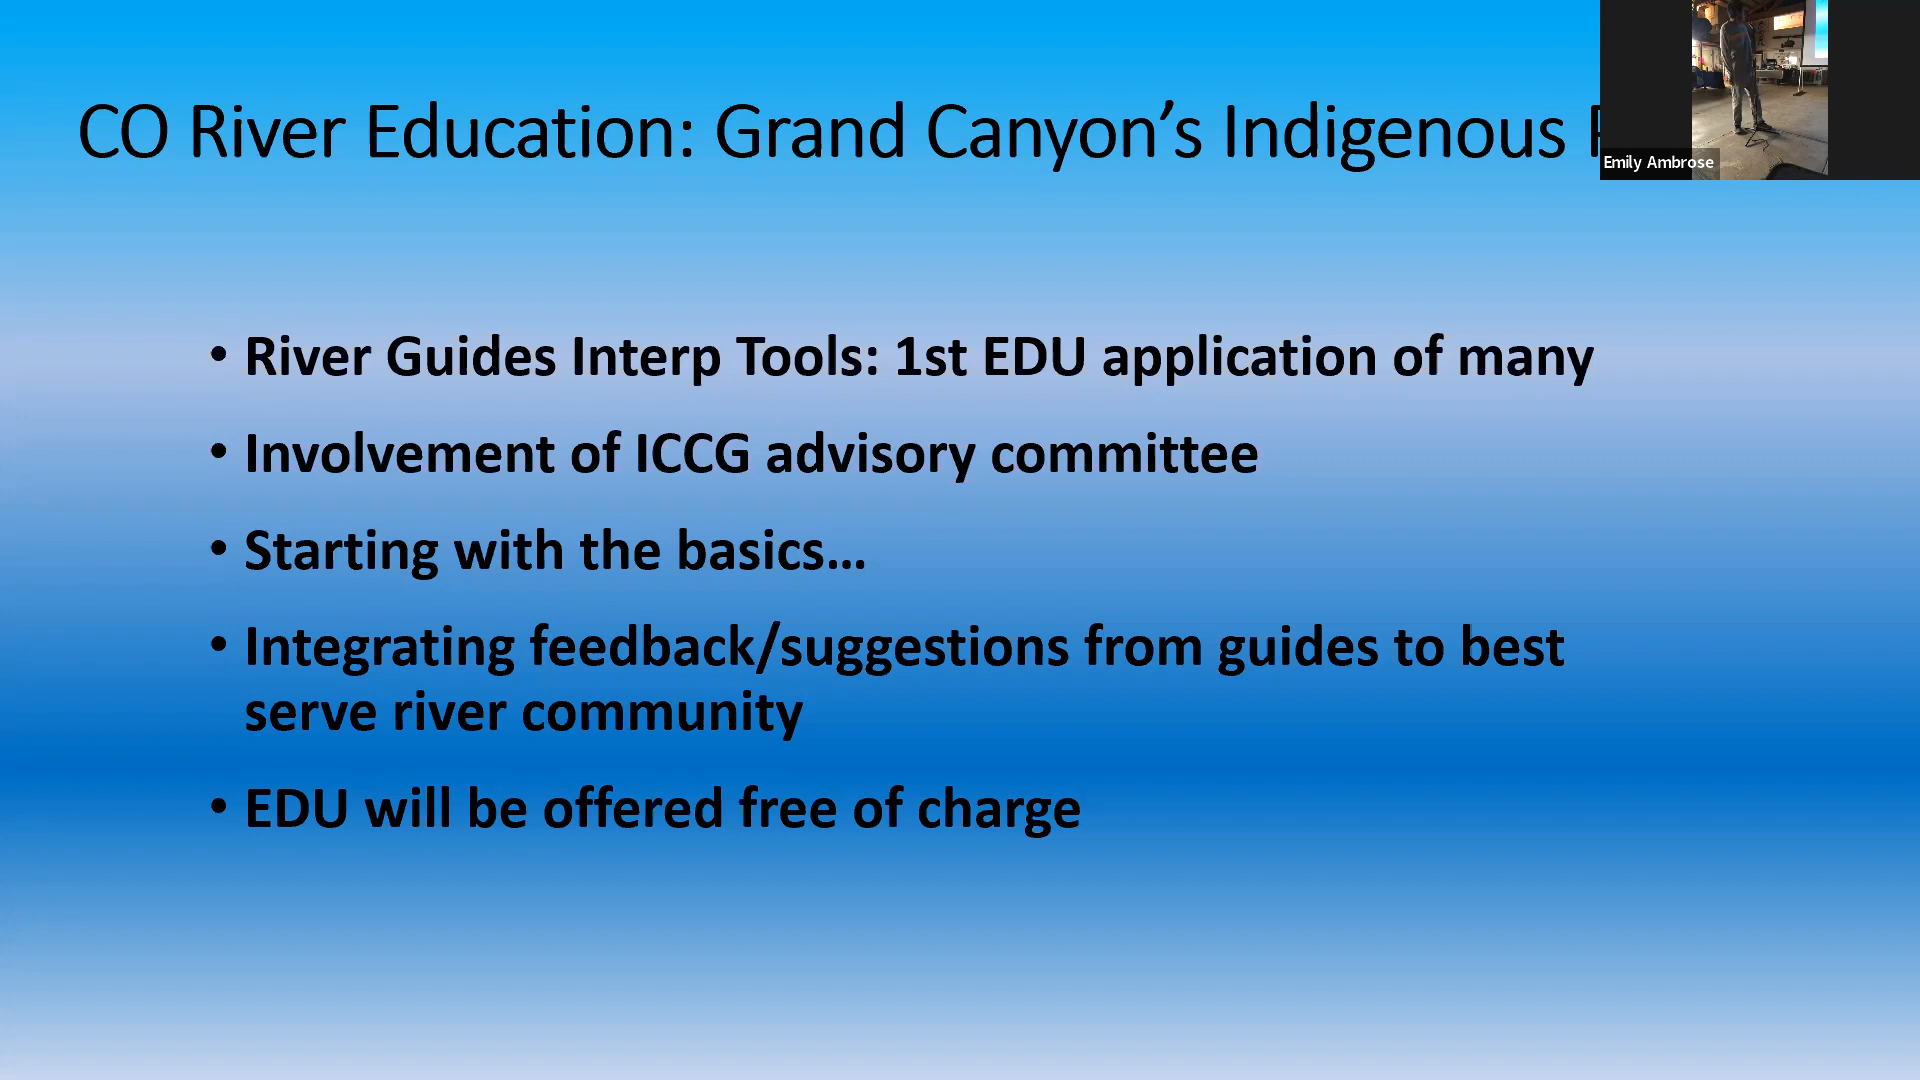 CO River Education: Grand Canyon’s Indigenous
Emily Ambrose
• River Guides Interp Tools: 1st EDU application of many
• Involvement of ICCG advisory committee
• Starting with the basics…
• Integrating feedback/suggestions from guides to best
serve river community
• EDU will be offered free of charge